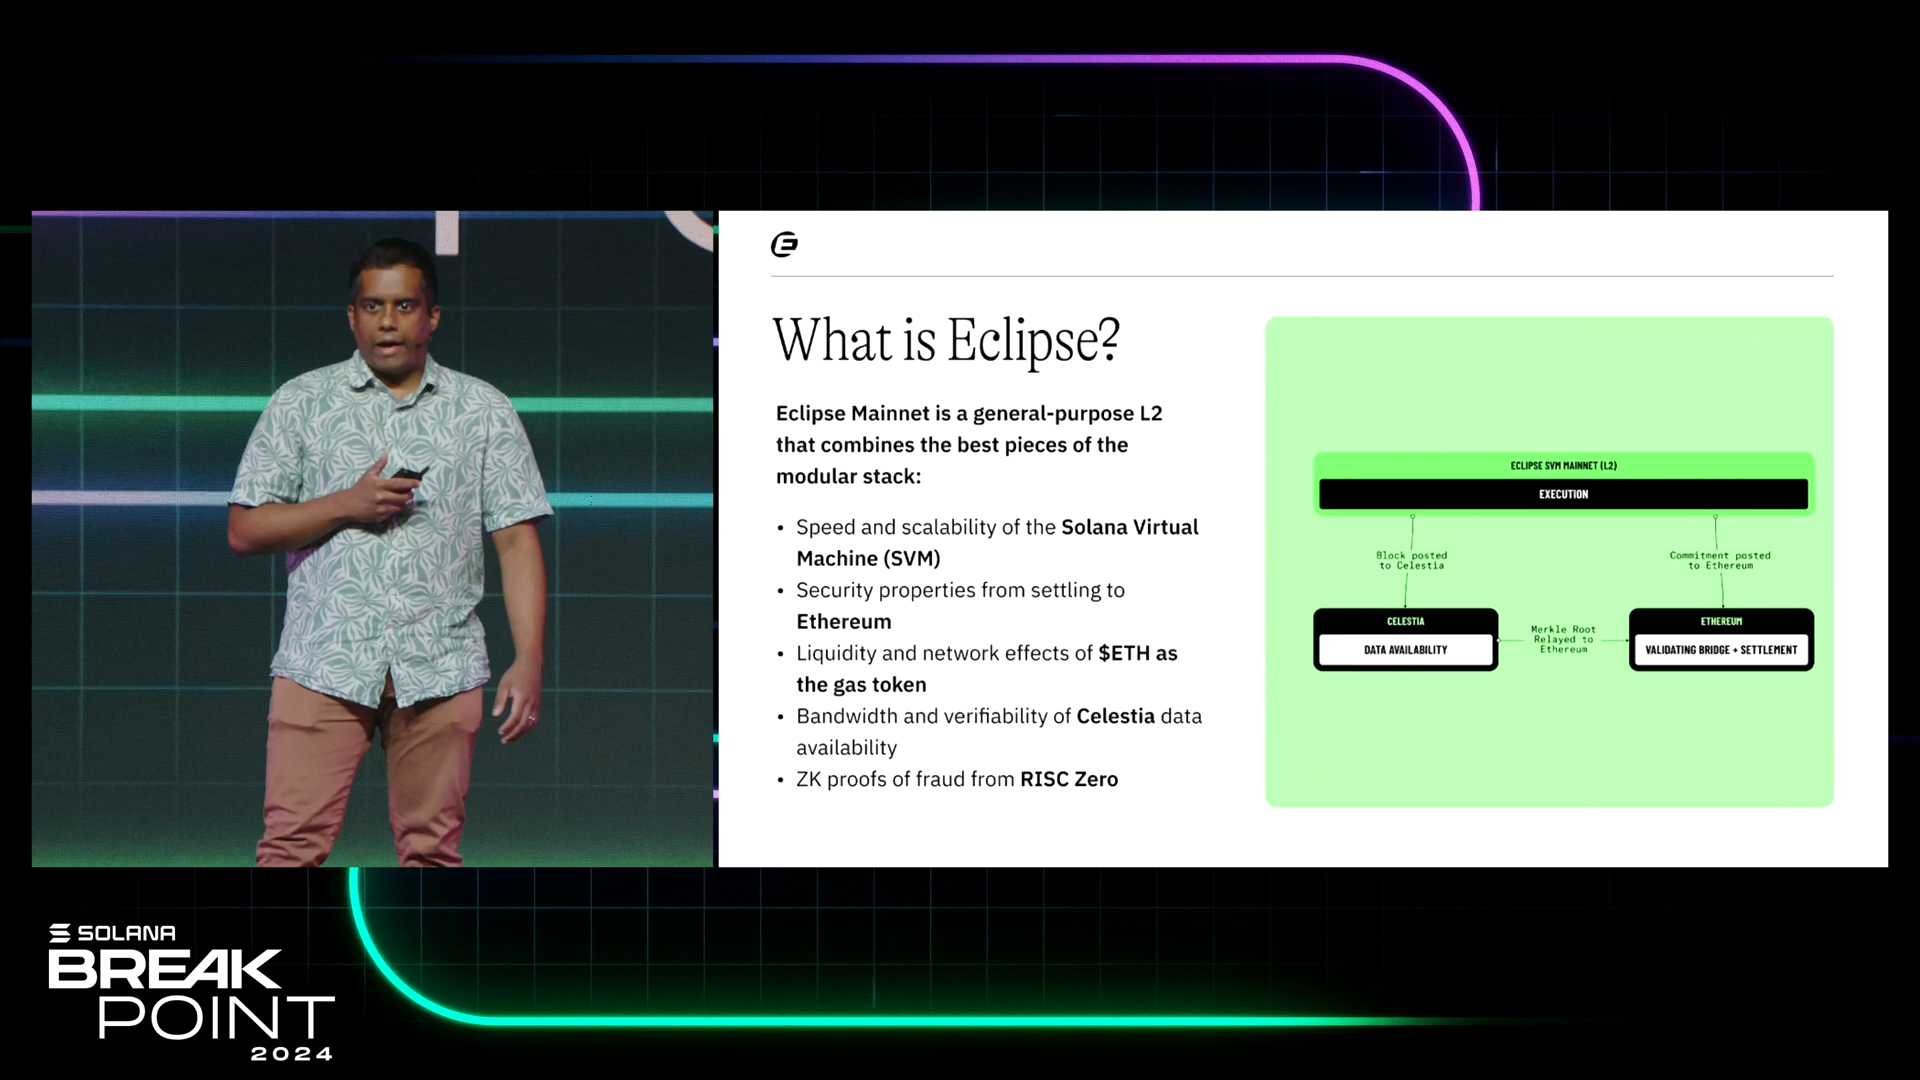 What is Eclipse?
Eclipse Mainnet is a general-purpose L2
that combines the best pieces of the
modular stack:
• Speed and scalability of the Solana Virtual
Machine (SVM)
• Security properties from settling to
Ethereum
• Liquidity and network effects of $ETH as
the gas token
• Bandwidth and verifiability of Celestia data
availability
• ZK proofs of fraud from RISC Zero
ECLIPSE SVM MAINNET (L2)
EXECUTION
Block posted
to Celestia
Commitment posted
to Ethereum
CELESTIA
DATA AVAILABILITY
Merkle Root
Relayed to
Ethereum
ETHEREUM
VALIDATING BRIDGE + SETTLEMENT
SOLANA
BREAK
POINT
2024